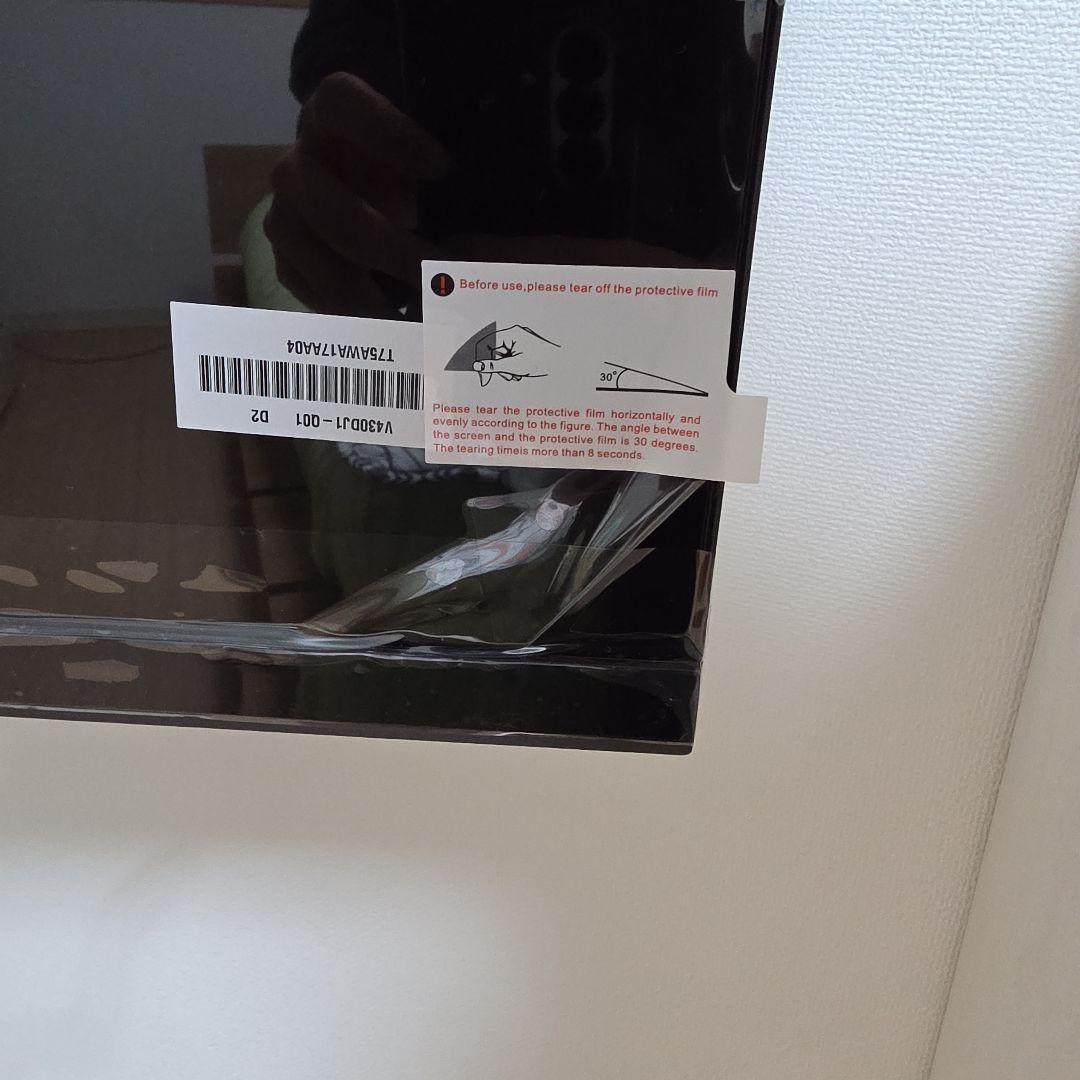 Before use,please tear off the protective film
30°
Please tear the protective film horizontally and
evenly according to the figure. The angle between
the screen and the protective film is 30 degrees.
The tearing timeis more than 8 seconds.
V430DJ1-Q01 D2
T75AWA17AA04